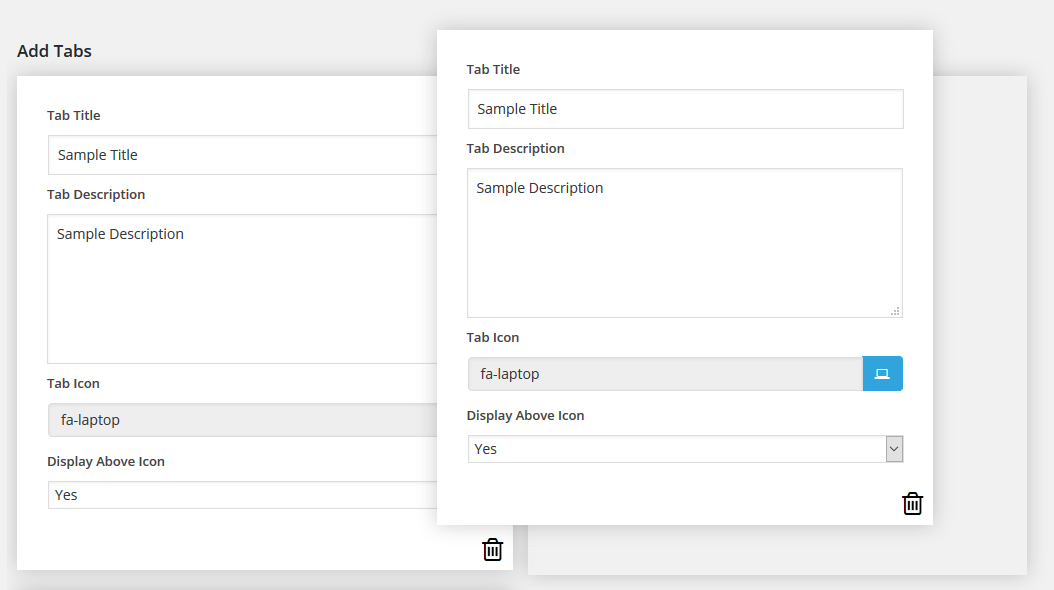 Add Tabs
Tab Title
Sample Title
Tab Description
Sample Description
Tab Icon
fa-laptop
Display Above Icon
Yes
Tab Title
Sample Title
Tab Description
Sample Description
Tab Icon
fa-laptop
Display Above Icon
Yes